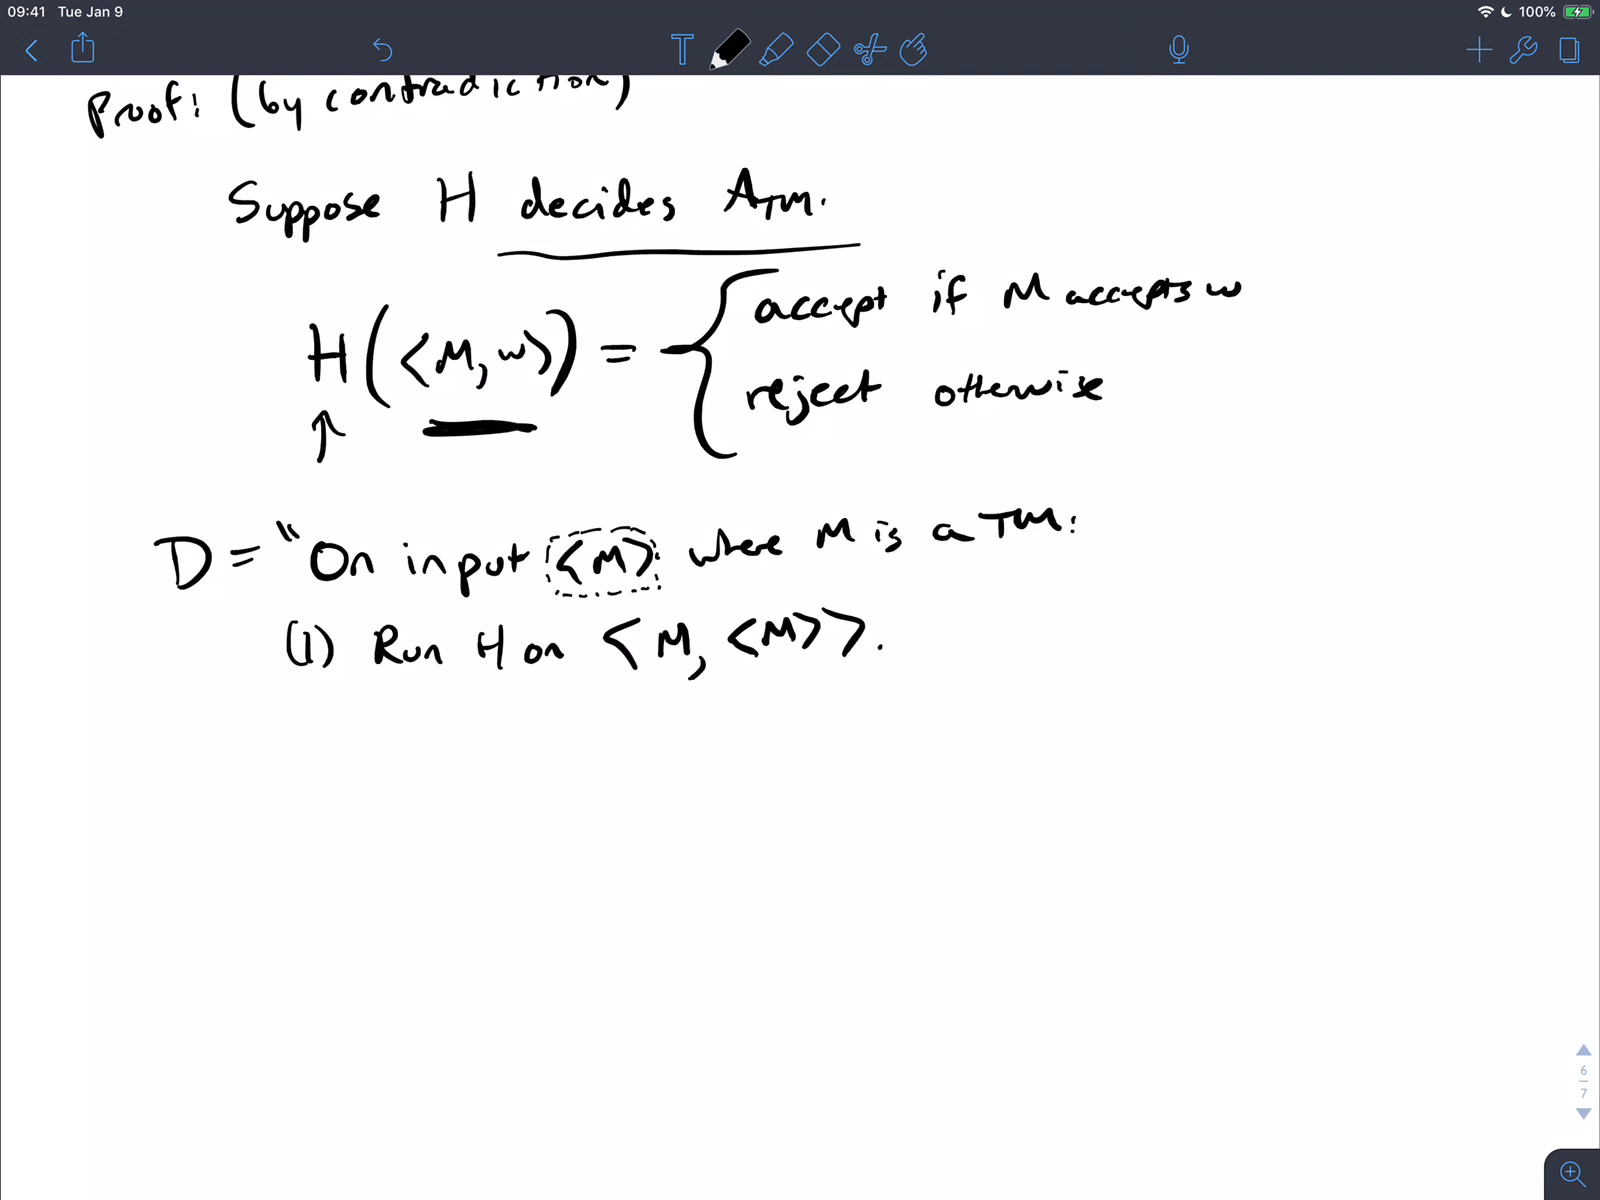 09:41 Tue Jan 9 100%
T
Proof: (by contradiction)
Suppose H decides A_TM.
H(<M, w>) = { accept if M accepts w
reject otherwise
D = "On input <M> where M is a TM:
(1) Run H on <M, <M>>.
6
7